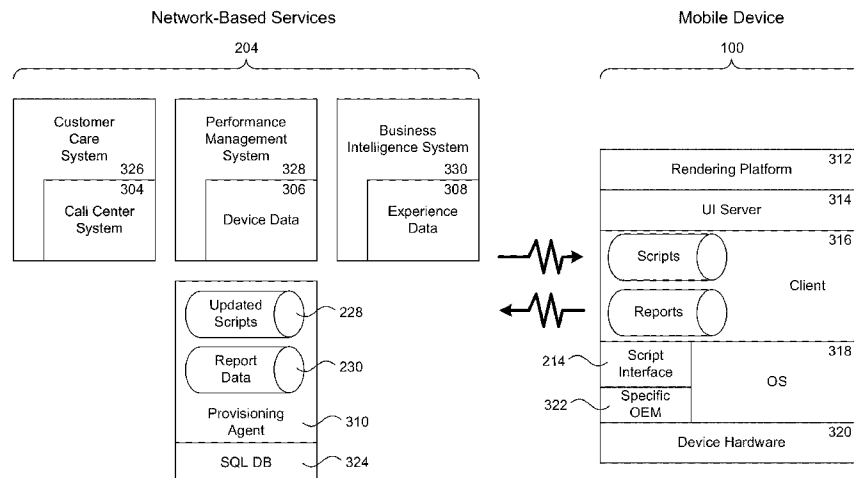 Network-Based Services
Mobile Device
204
100
Customer
Care
System
326
304
Call Center
System
Performance
Management
System
328
306
Device Data
Business
Intelligence System
330
308
Experience
Data
Updated
Scripts
228
Report
Data
230
Provisioning
Agent
310
SQL DB
324
312
Rendering Platform
314
UI Server
316
Scripts
Client
Reports
214
Script
Interface
318
OS
322
Specific
OEM
320
Device Hardware